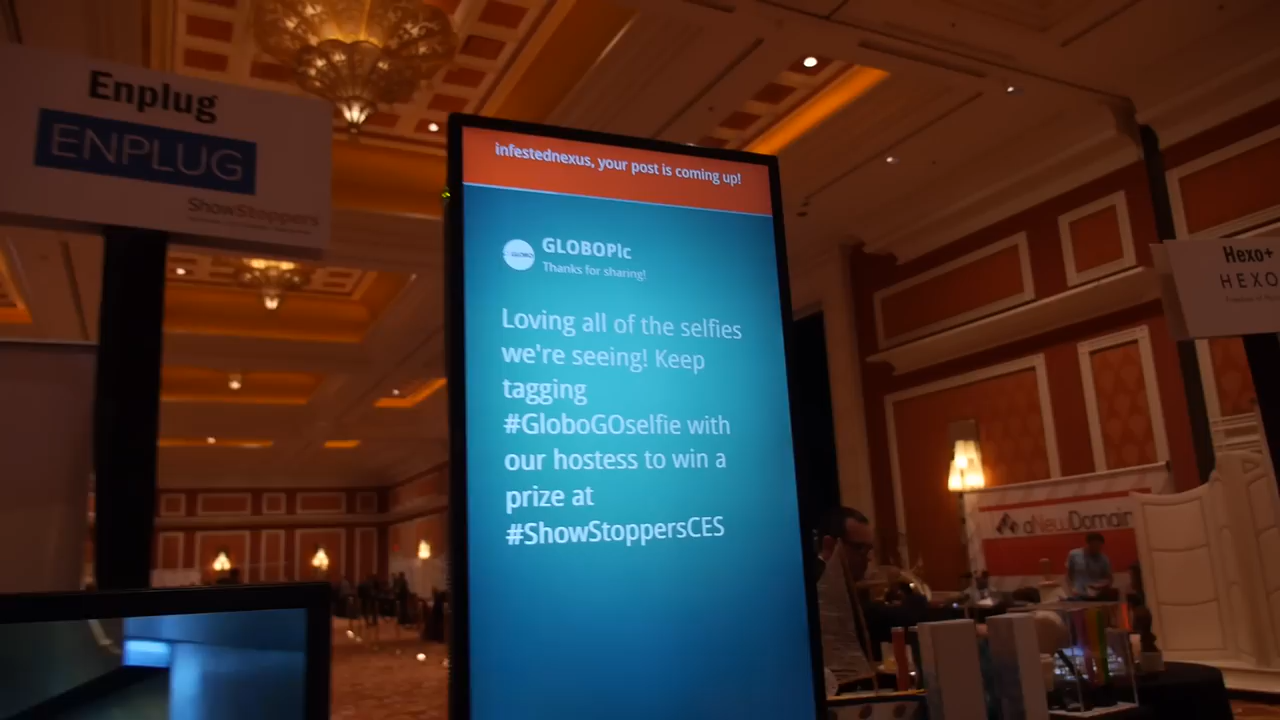 Enplug
ENPLUG
ShowStoppers
infestednexus, your post is coming up!
GLOBOPlc
Thanks for sharing!
Loving all of the selfies
we're seeing! Keep
tagging
#GloboGOselfie with
our hostess to win a
prize at
#ShowStoppersCES
Hexo+
HEXO
aNewDomain